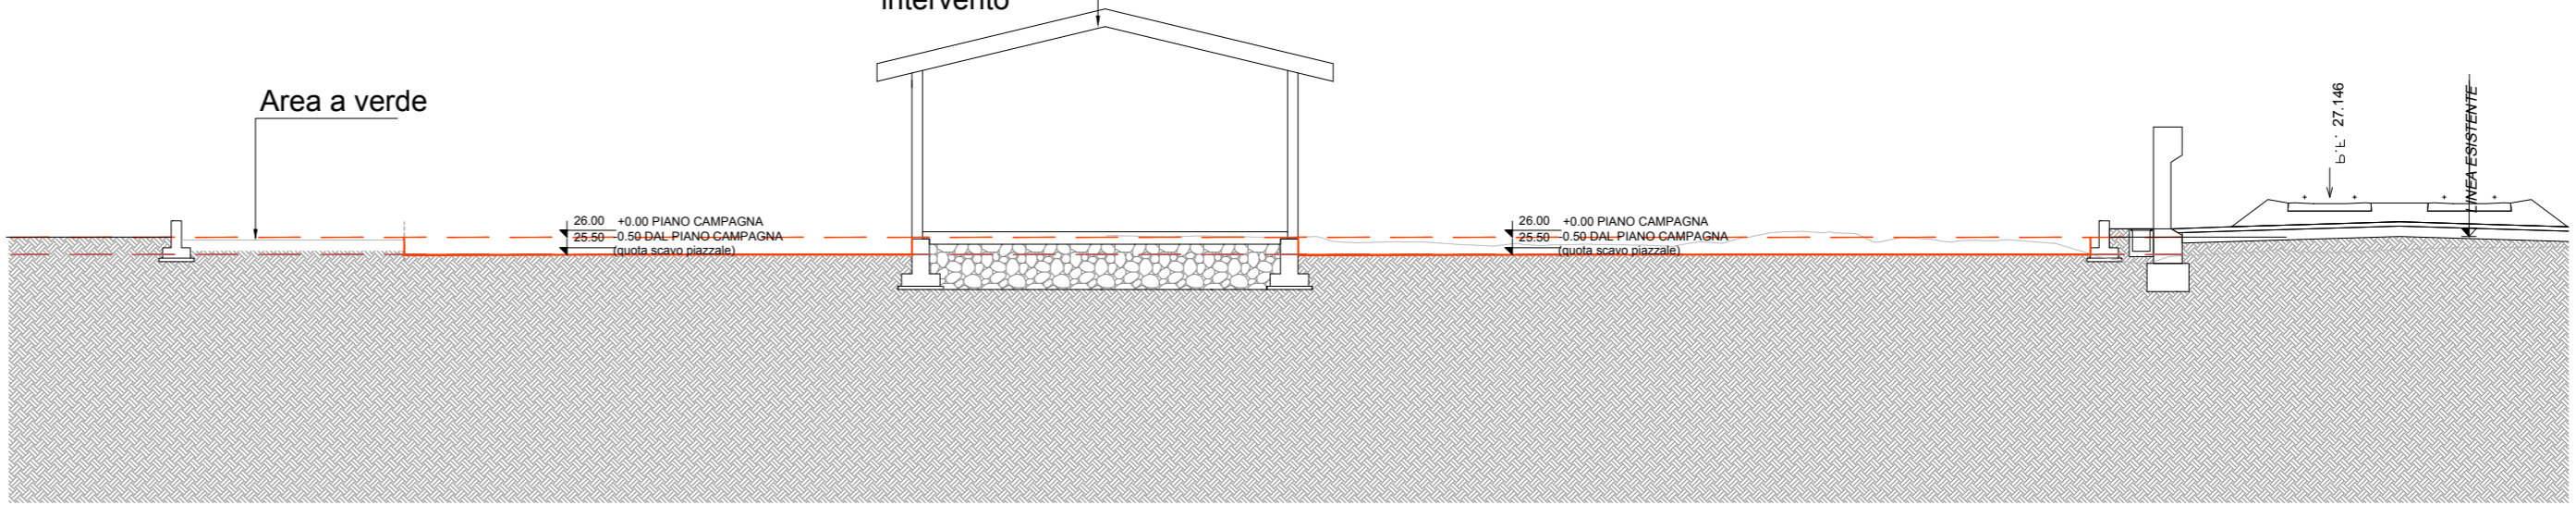 intervento
Area a verde
26.00 +0.00 PIANO CAMPAGNA
25.50 -0.50 DAL PIANO CAMPAGNA
(quota scavo piazzale)
26.00 +0.00 PIANO CAMPAGNA
25.50 -0.50 DAL PIANO CAMPAGNA
(quota scavo piazzale)
27.146
LINEA ESISTENTE